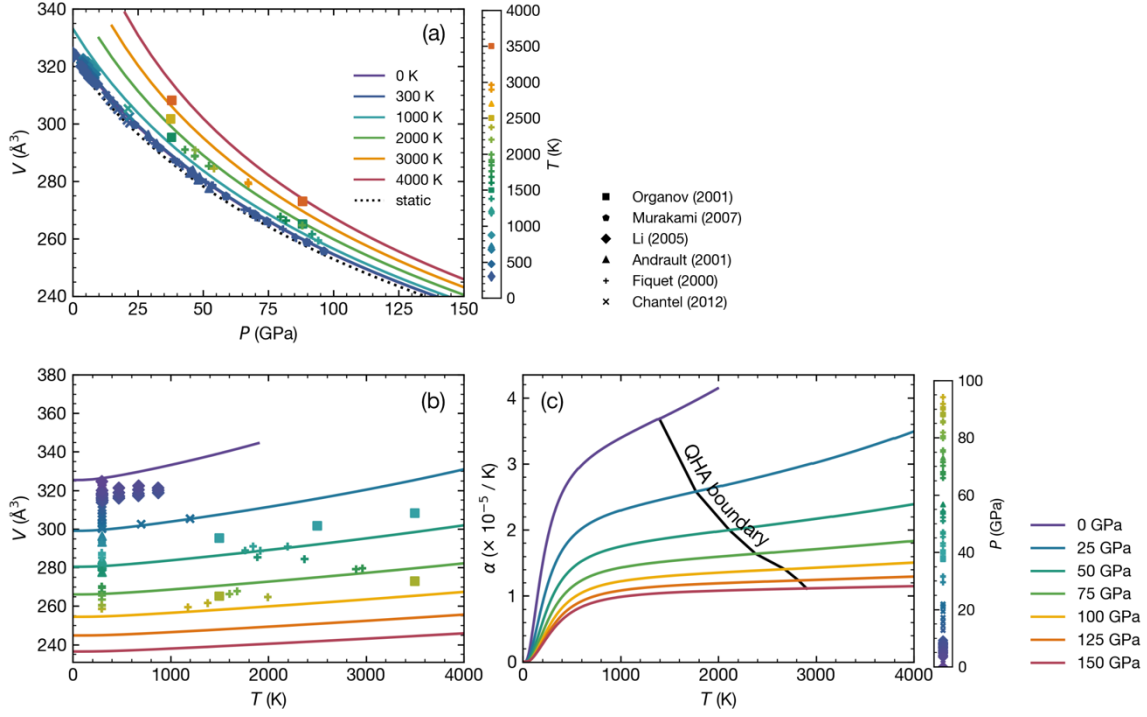 (a)
340
320
300
280
260
240
V (Å³)
0 25 50 75 100 125 150
P (GPa)
0 K
300 K
1000 K
2000 K
3000 K
4000 K
static
4000
3500
3000
2500
2000
1500
1000
500
0
T (K)
Organov (2001)
Murakami (2007)
Li (2005)
Andrault (2001)
Fiquet (2000)
Chantel (2012)
(b)
380
360
340
320
300
280
260
240
V (Å³)
0 1000 2000 3000 4000
T (K)
(c)
4
3
2
1
0
α (× 10⁻⁵ / K)
QHA boundary
0 1000 2000 3000 4000
T (K)
100
80
60
40
20
0
P (GPa)
0 GPa
25 GPa
50 GPa
75 GPa
100 GPa
125 GPa
150 GPa